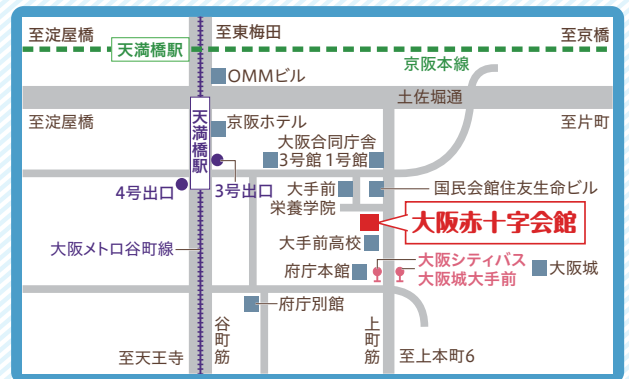 至淀屋橋
至東梅田
至京橋
天満橋駅
京阪本線
OMMビル
土佐堀通
至淀屋橋
天満橋駅
京阪ホテル
至片町
大阪合同庁舎
3号館 1号館
4号出口
3号出口
大手前
栄養学院
国民会館住友生命ビル
大阪赤十字会館
大阪メトロ谷町線
大手前高校
府庁本館
大阪シティバス
大阪城大手前
大阪城
府庁別館
谷町筋
上町筋
至天王寺
至上本町6